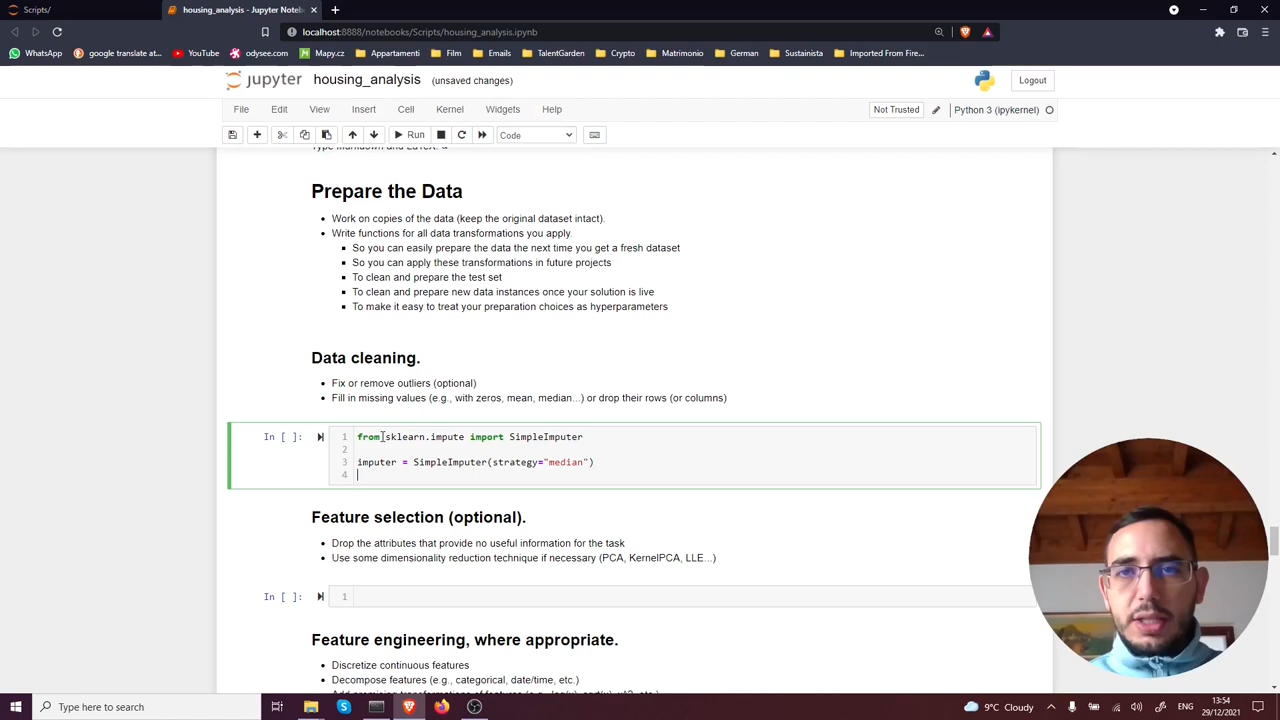 Scripts/
housing_analysis - Jupyter Noteb
localhost:8888/notebooks/Scripts/housing_analysis.ipynb
WhatsApp
google translate at...
YouTube
odysee.com
Mapy.cz
Appartamenti
Film
Emails
TalentGarden
Crypto
Matrimonio
German
Sustainista
Imported From Fire...
jupyter housing_analysis (unsaved changes)
Logout
File Edit View Insert Cell Kernel Widgets Help
Not Trusted
Python 3 (ipykernel)
Run
Code
Prepare the Data
Work on copies of the data (keep the original dataset intact).
Write functions for all data transformations you apply.
So you can easily prepare the data the next time you get a fresh dataset
So you can apply these transformations in future projects
To clean and prepare the test set
To clean and prepare new data instances once your solution is live
To make it easy to treat your preparation choices as hyperparameters
Data cleaning.
Fix or remove outliers (optional)
Fill in missing values (e.g., with zeros, mean, median...) or drop their rows (or columns)
In [ ]:
1 from sklearn.impute import SimpleImputer
2
3 imputer = SimpleImputer(strategy="median")
4
Feature selection (optional).
Drop the attributes that provide no useful information for the task
Use some dimensionality reduction technique if necessary (PCA, KernelPCA, LLE...)
In [ ]:
1
Feature engineering, where appropriate.
Discretize continuous features
Decompose features (e.g., categorical, date/time, etc.)
Type here to search
9°C Cloudy
ENG
13:54
29/12/2021